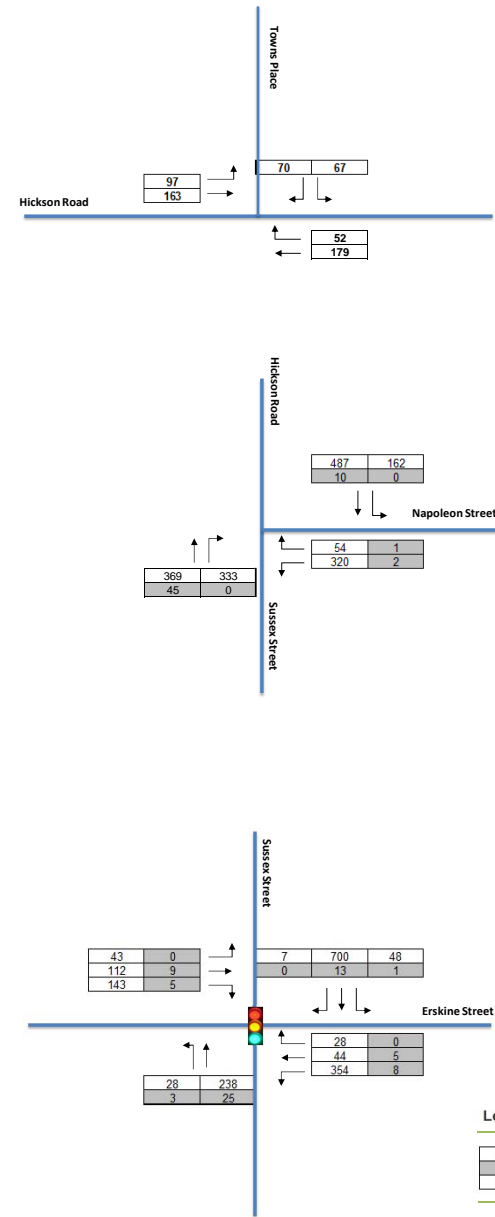 Towns Place
70 67
97
163
Hickson Road
52
179
Hickson Road
487 162
10 0
Napoleon Street
54 1
320 2
369 333
45 0
Sussex Street
Sussex Street
43 0
112 9
143 5
7 700 48
0 13 1
Erskine Street
28 0
44 5
354 8
28 238
3 25